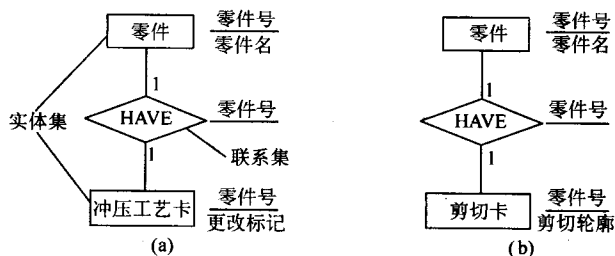 零件
零件号
零件名
1
HAVE
零件号
实体集
1
联系集
冲压工艺卡
零件号
更改标记
(a)
零件
零件号
零件名
1
HAVE
零件号
1
剪切卡
零件号
剪切轮廓
(b)